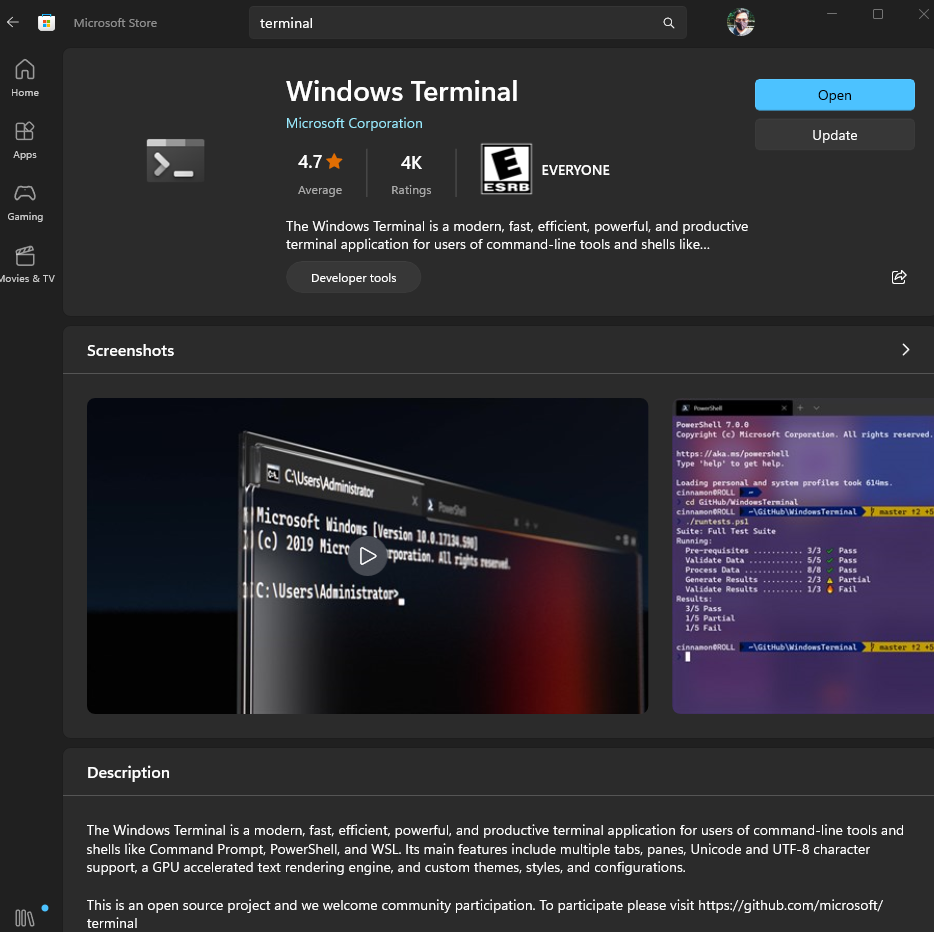 Microsoft Store
terminal
Home
Apps
Gaming
Movies & TV
Windows Terminal
Microsoft Corporation
4.7
Average
4K
Ratings
E
ESRB
EVERYONE
Open
Update
The Windows Terminal is a modern, fast, efficient, powerful, and productive
terminal application for users of command-line tools and shells like...
Developer tools
Screenshots
C:\Users\Administrator
PowerShell
Microsoft Windows [Version 10.0.17134.590]
(c) 2019 Micro rporation. All rights reserved.
C:\Users\Administrator>
PowerShell
PowerShell 7.0.0
Copyright (c) Microsoft Corporation. All rights reserved.
https://aka.ms/powershell
Type 'help' to get help.
Loading personal and system profiles took 614ms.
cinnamon@ROLL
cd GitHub/WindowsTerminal
cinnamon@ROLL ~\GitHub\WindowsTerminal master ↑2 +5
./runtests.ps1
Suite: Full Test Suite
Running:
Pre-requisites ........... 3/3 ✓ Pass
Validate Data ............ 5/5 ✓ Pass
Process Data ............. 8/8 ✓ Pass
Generate Results ......... 2/3 Partial
Validate Results ......... 1/3 Fail
Results:
3/5 Pass
1/5 Partial
1/5 Fail
cinnamon@ROLL ~\GitHub\WindowsTerminal master ↑2 +5
Description
The Windows Terminal is a modern, fast, efficient, powerful, and productive terminal application for users of command-line tools and
shells like Command Prompt, PowerShell, and WSL. Its main features include multiple tabs, panes, Unicode and UTF-8 character
support, a GPU accelerated text rendering engine, and custom themes, styles, and configurations.
This is an open source project and we welcome community participation. To participate please visit https://github.com/microsoft/
terminal